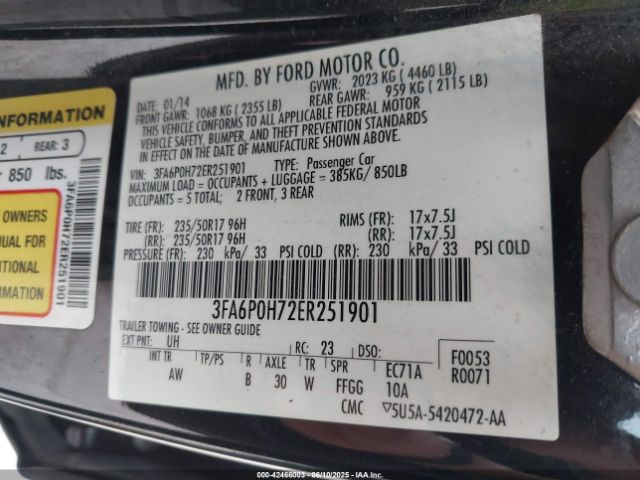 INFORMATION
2 REAR: 3
850 lbs.
OWNERS
MANUAL FOR
INFORMATION
3FA6P0H72ER251901
MFD. BY FORD MOTOR CO.
DATE: 01/14 GVWR: 2023 KG ( 4460 LB)
FRONT GAWR: 1068 KG ( 2355 LB) REAR GAWR: 959 KG ( 2115 LB)
THIS VEHICLE CONFORMS TO ALL APPLICABLE FEDERAL MOTOR
VEHICLE SAFETY, BUMPER, AND THEFT PREVENTION STANDARDS
IN EFFECT ON THE DATE OF MANUFACTURE SHOWN ABOVE.
VIN: 3FA6P0H72ER251901 TYPE: Passenger Car
MAXIMUM LOAD = OCCUPANTS + LUGGAGE = 385KG/ 850LB
OCCUPANTS = 5 TOTAL; 2 FRONT, 3 REAR
TIRE (FR): 235/50R17 96H RIMS (FR): 17x7.5J
(RR): 235/50R17 96H (RR): 17x7.5J
PRESSURE (FR): 230 kPa/ 33 PSI COLD (RR): 230 kPa/ 33 PSI COLD
3FA6P0H72ER251901
TRAILER TOWING - SEE OWNER GUIDE
EXT PNT: UH RC: 23 DSO: F0053
INT TR TP/PS R AXLE TR SPR EC71A R0071
AW B 30 W FFGG 10A
CMC ▽5U5A-5420472-AA
000-42466003 - (06/10/2025) - IAAI.COM